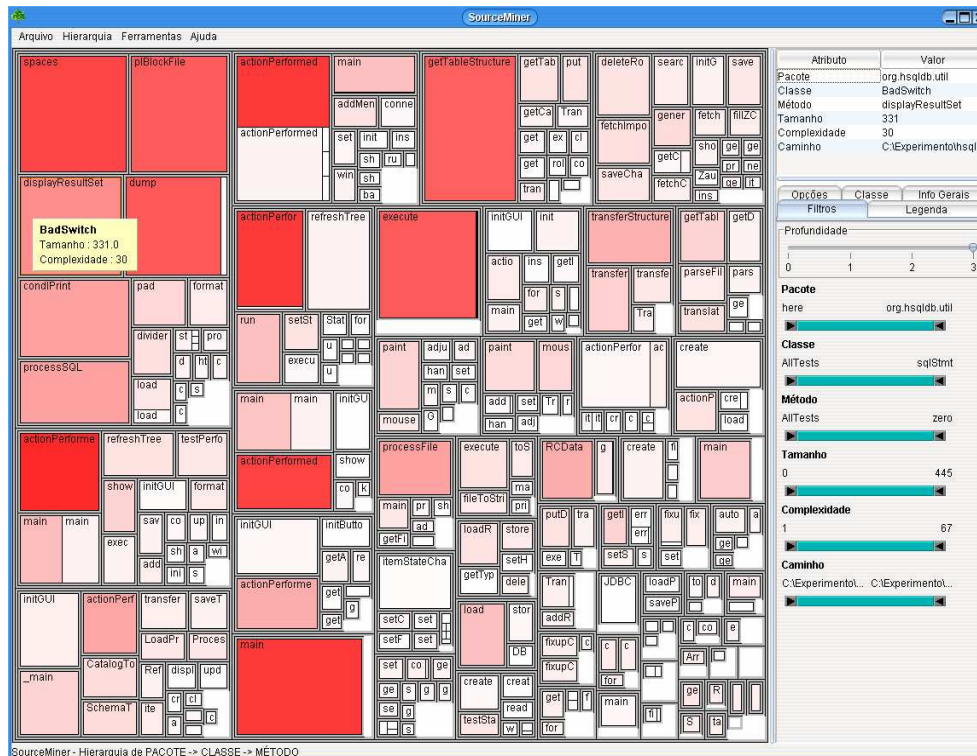 SourceMiner
Arquivo Hierarquia Ferramentas Ajuda
spaces plBlockFile actionPerformed main getTableStructure getTab put deleteRo searc initG save
addMen conne getCa Tran gener fetch fillZC
actionPerformed set init ins get ex cl fetchImpo sho ge ge
sh get rol co getC pr ne
displayResultSet dump win sh ru tran saveCha fetchC Zau ge it
ba ins
BadSwitch
Tamanho : 331.0
Complexidade : 30
actionPerfor refreshTree execute initGUI init transferStructure getTabl getD
actio ins getI transfer transfe parseFil pars
condlPrint pad format for s ge
main get w Tra translat
run setSt Stat for
divider st pro execu u paint adju ad paint mous actionPerfor ac create
d ht c u han set
processSQL load c s m s c add set Tr r actionP cre
load c main main initGU mouse G han adj it it cr c c load
actionPerforme refreshTree testPerfo processFile execute toS RCData g create fi main
actionPerformed show ma
show initGUI format co k main pr sh fileToStri pri
main main sav co up in initGUI initButto getFi ad loadR store putD tra getI err fixu fix auto a
exec sh a wi err ge
add ini s getA re itemStateCha setH exe T setS s set ge
initGUI actionPerf transfer saveT actionPerforme get getTyp dele Tran JDBC loadP to d main
get g load stor addR saveP
LoadPr Proces main setC set c co e
CatalogTo setF set DB fixupC c c c Arr
Ref displ upd set co ge create creat fixupC for
_main cr cl ge s g g read get f main ge R
SchemaT ite a c se g testSta w s for fi S ta
Atributo Valor
Pacote org.hsqldb.util
Classe BadSwitch
Método displayResultSet
Tamanho 331
Complexidade 30
Caminho C:\Experimento\hsql
Opções Classe Info Gerais
Filtros Legenda
Profundidade
0 1 2 3
Pacote
here org.hsqldb.util
Classe
AllTests sqlStmt
Método
AllTests zero
Tamanho
0 445
Complexidade
1 67
Caminho
C:\Experimento\... C:\Experimento\...
SourceMiner - Hierarquia de PACOTE -> CLASSE -> MÉTODO